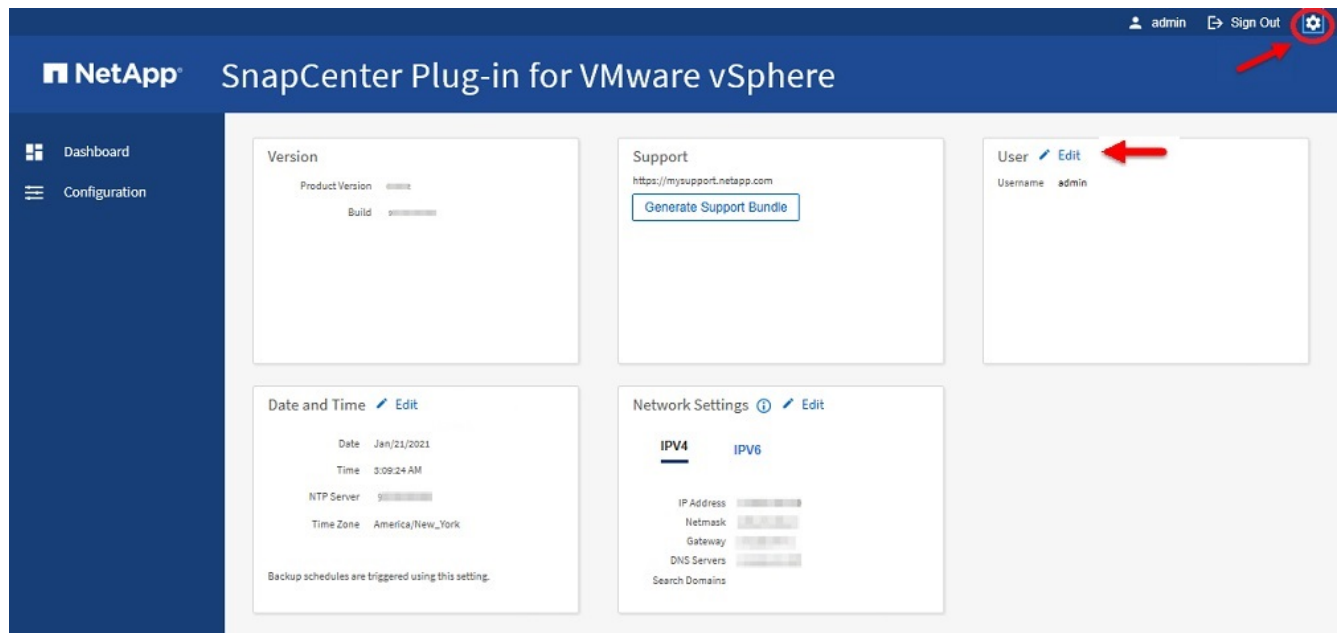 admin Sign Out
NetApp SnapCenter Plug-in for VMware vSphere
Dashboard
Configuration
Version
Product Version
Build
Support
https://mysupport.netapp.com
Generate Support Bundle
User Edit
Username admin
Date and Time Edit
Date Jan/21/2021
Time 3:09:24 AM
NTP Server
Time Zone America/New_York
Backup schedules are triggered using this setting.
Network Settings Edit
IPV4 IPV6
IP Address
Netmask
Gateway
DNS Servers
Search Domains